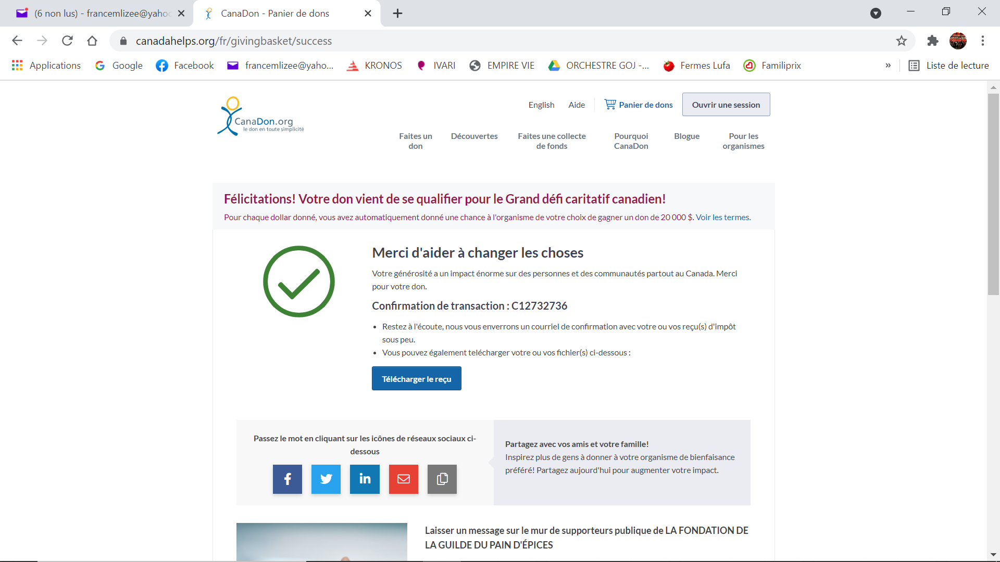 (6 non lus) - francemlizee@yaho
CanaDon - Panier de dons
canadahelps.org/fr/givingbasket/success
Applications
Google
Facebook
francemlizee@yaho...
KRONOS
IVARI
EMPIRE VIE
ORCHESTRE GOJ -...
Fermes Lufa
Familiprix
»
Liste de lecture
CanaDon.org
le don en toute simplicité
English
Aide
Panier de dons
Ouvrir une session
Faites un
don
Découvertes
Faites une collecte
de fonds
Pourquoi
CanaDon
Blogue
Pour les
organismes
Félicitations! Votre don vient de se qualifier pour le Grand défi caritatif canadien!
Pour chaque dollar donné, vous avez automatiquement donné une chance à l'organisme de votre choix de gagner un don de 20 000 $. Voir les termes.
Merci d'aider à changer les choses
Votre générosité a un impact énorme sur des personnes et des communautés partout au Canada. Merci
pour votre don.
Confirmation de transaction : C12732736
• Restez à l'écoute, nous vous enverrons un courriel de confirmation avec votre ou vos reçu(s) d'impôt
sous peu.
• Vous pouvez également telécharger votre ou vos fichier(s) ci-dessous :
Télécharger le reçu
Passez le mot en cliquant sur les icônes de réseaux sociaux ci-
dessous
Partagez avec vos amis et votre famille!
Inspirez plus de gens à donner à votre organisme de bienfaisance
préféré! Partagez aujourd'hui pour augmenter votre impact.
Laisser un message sur le mur de supporteurs publique de LA FONDATION DE
LA GUILDE DU PAIN D'ÉPICES